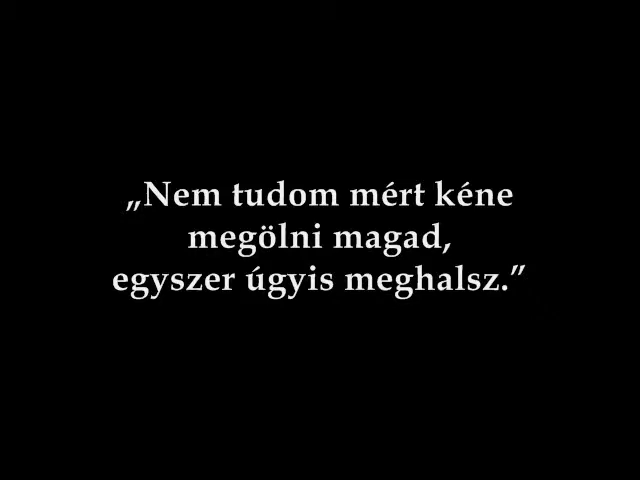 „Nem tudom mért kéne
megölni magad,
egyszer úgyis meghalsz.”